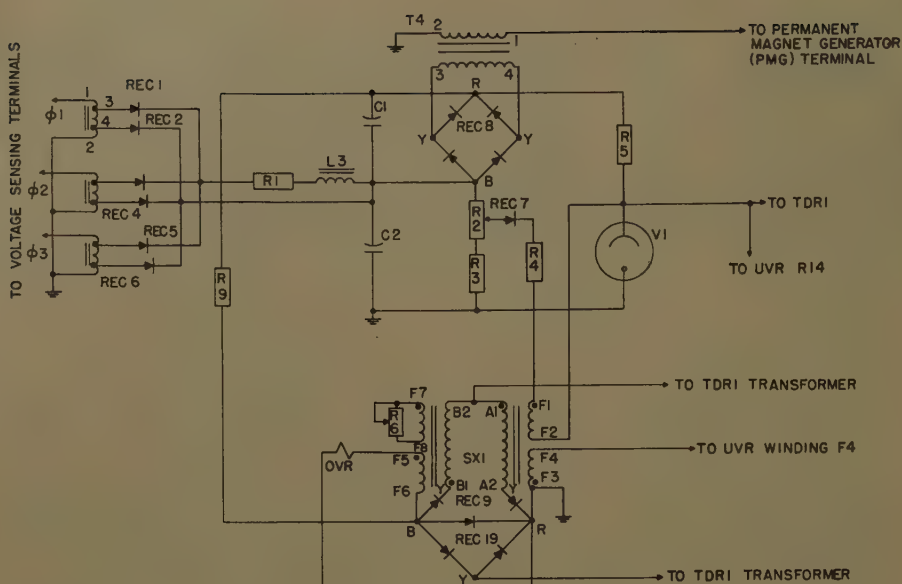 T4 2
1
TO PERMANENT
MAGNET GENERATOR
(PMG) TERMINAL
3 4
TO VOLTAGE SENSING TERMINALS
REC 1
1
3
ϕ1
REC 2
4
2
C1
R
REC 8
Y Y
R5
L3
R1
B
ϕ2
REC 4
R2
REC 7
TO TDR1
REC5
ϕ3
C2
V1
REC 6
R9
R3
R4
TO UVR R14
TO TDR1 TRANSFORMER
F7
B2 A1
F1
R6
F8
F2
F5
SX1
F4
TO UVR WINDING F4
OVR
F3
F6
Y B1 A2 Y
REC 9
B
R
REC 19
Y
TO TDR1 TRANSFORMER